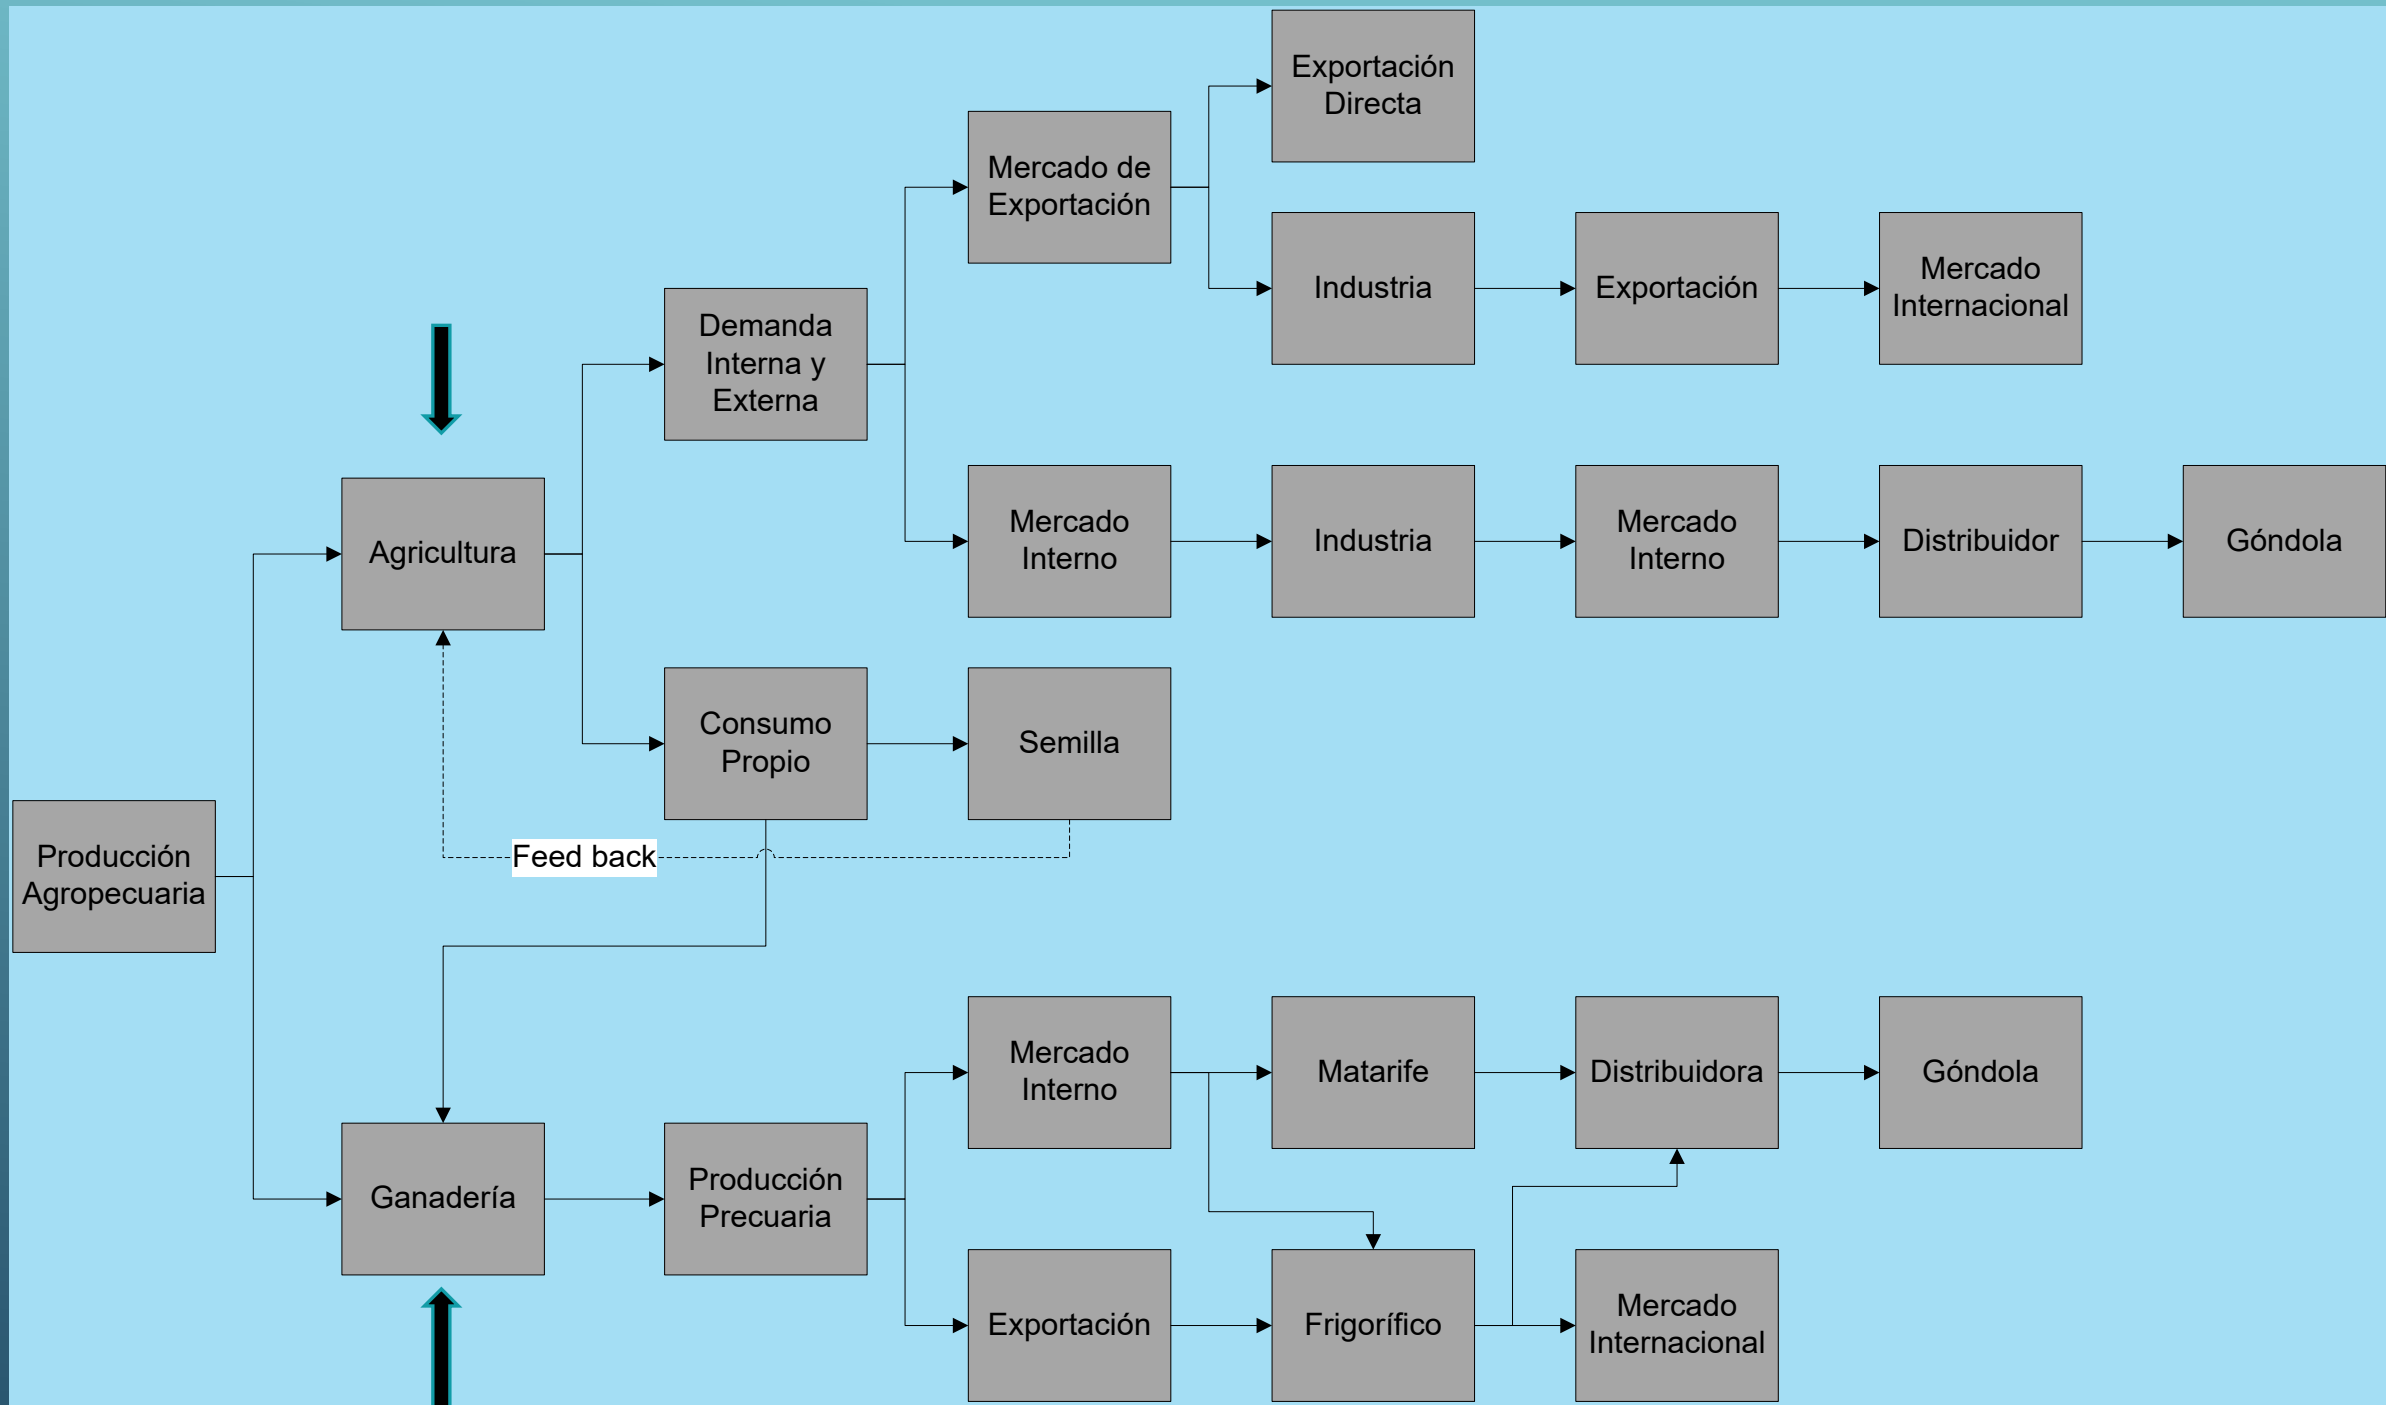 Exportación
Directa
Mercado de
Exportación
Industria
Exportación
Mercado
Internacional
Demanda
Interna y
Externa
Mercado
Interno
Industria
Mercado
Interno
Distribuidor
Góndola
Agricultura
Consumo
Propio
Semilla
Feed back
Producción
Agropecuaria
Mercado
Interno
Matarife
Distribuidora
Góndola
Ganadería
Producción
Precuaria
Exportación
Frigorífico
Mercado
Internacional